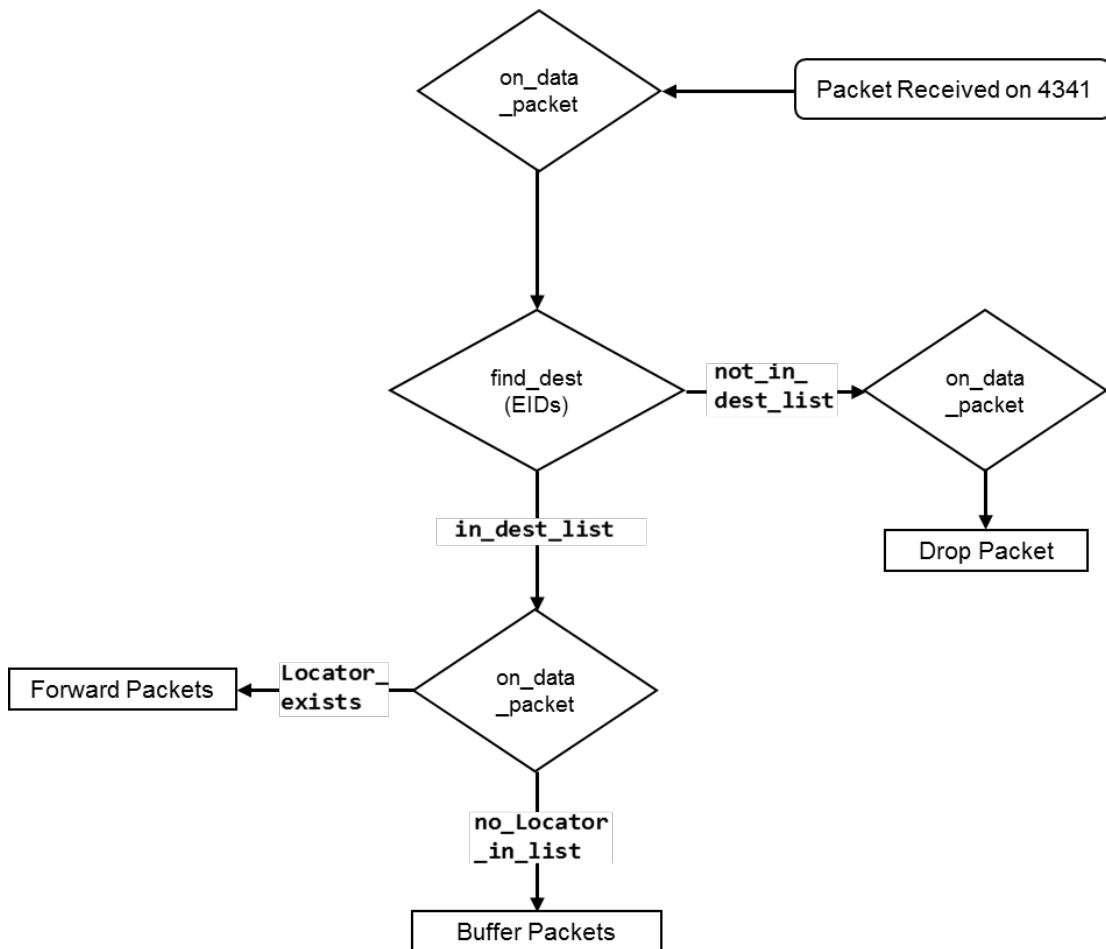 on_data
_packet
Packet Received on 4341
find_dest
(EIDs)
not_in_
dest_list
on_data
_packet
in_dest_list
Drop Packet
Forward Packets
Locator_
exists
on_data
_packet
no_Locator
_in_list
Buffer Packets